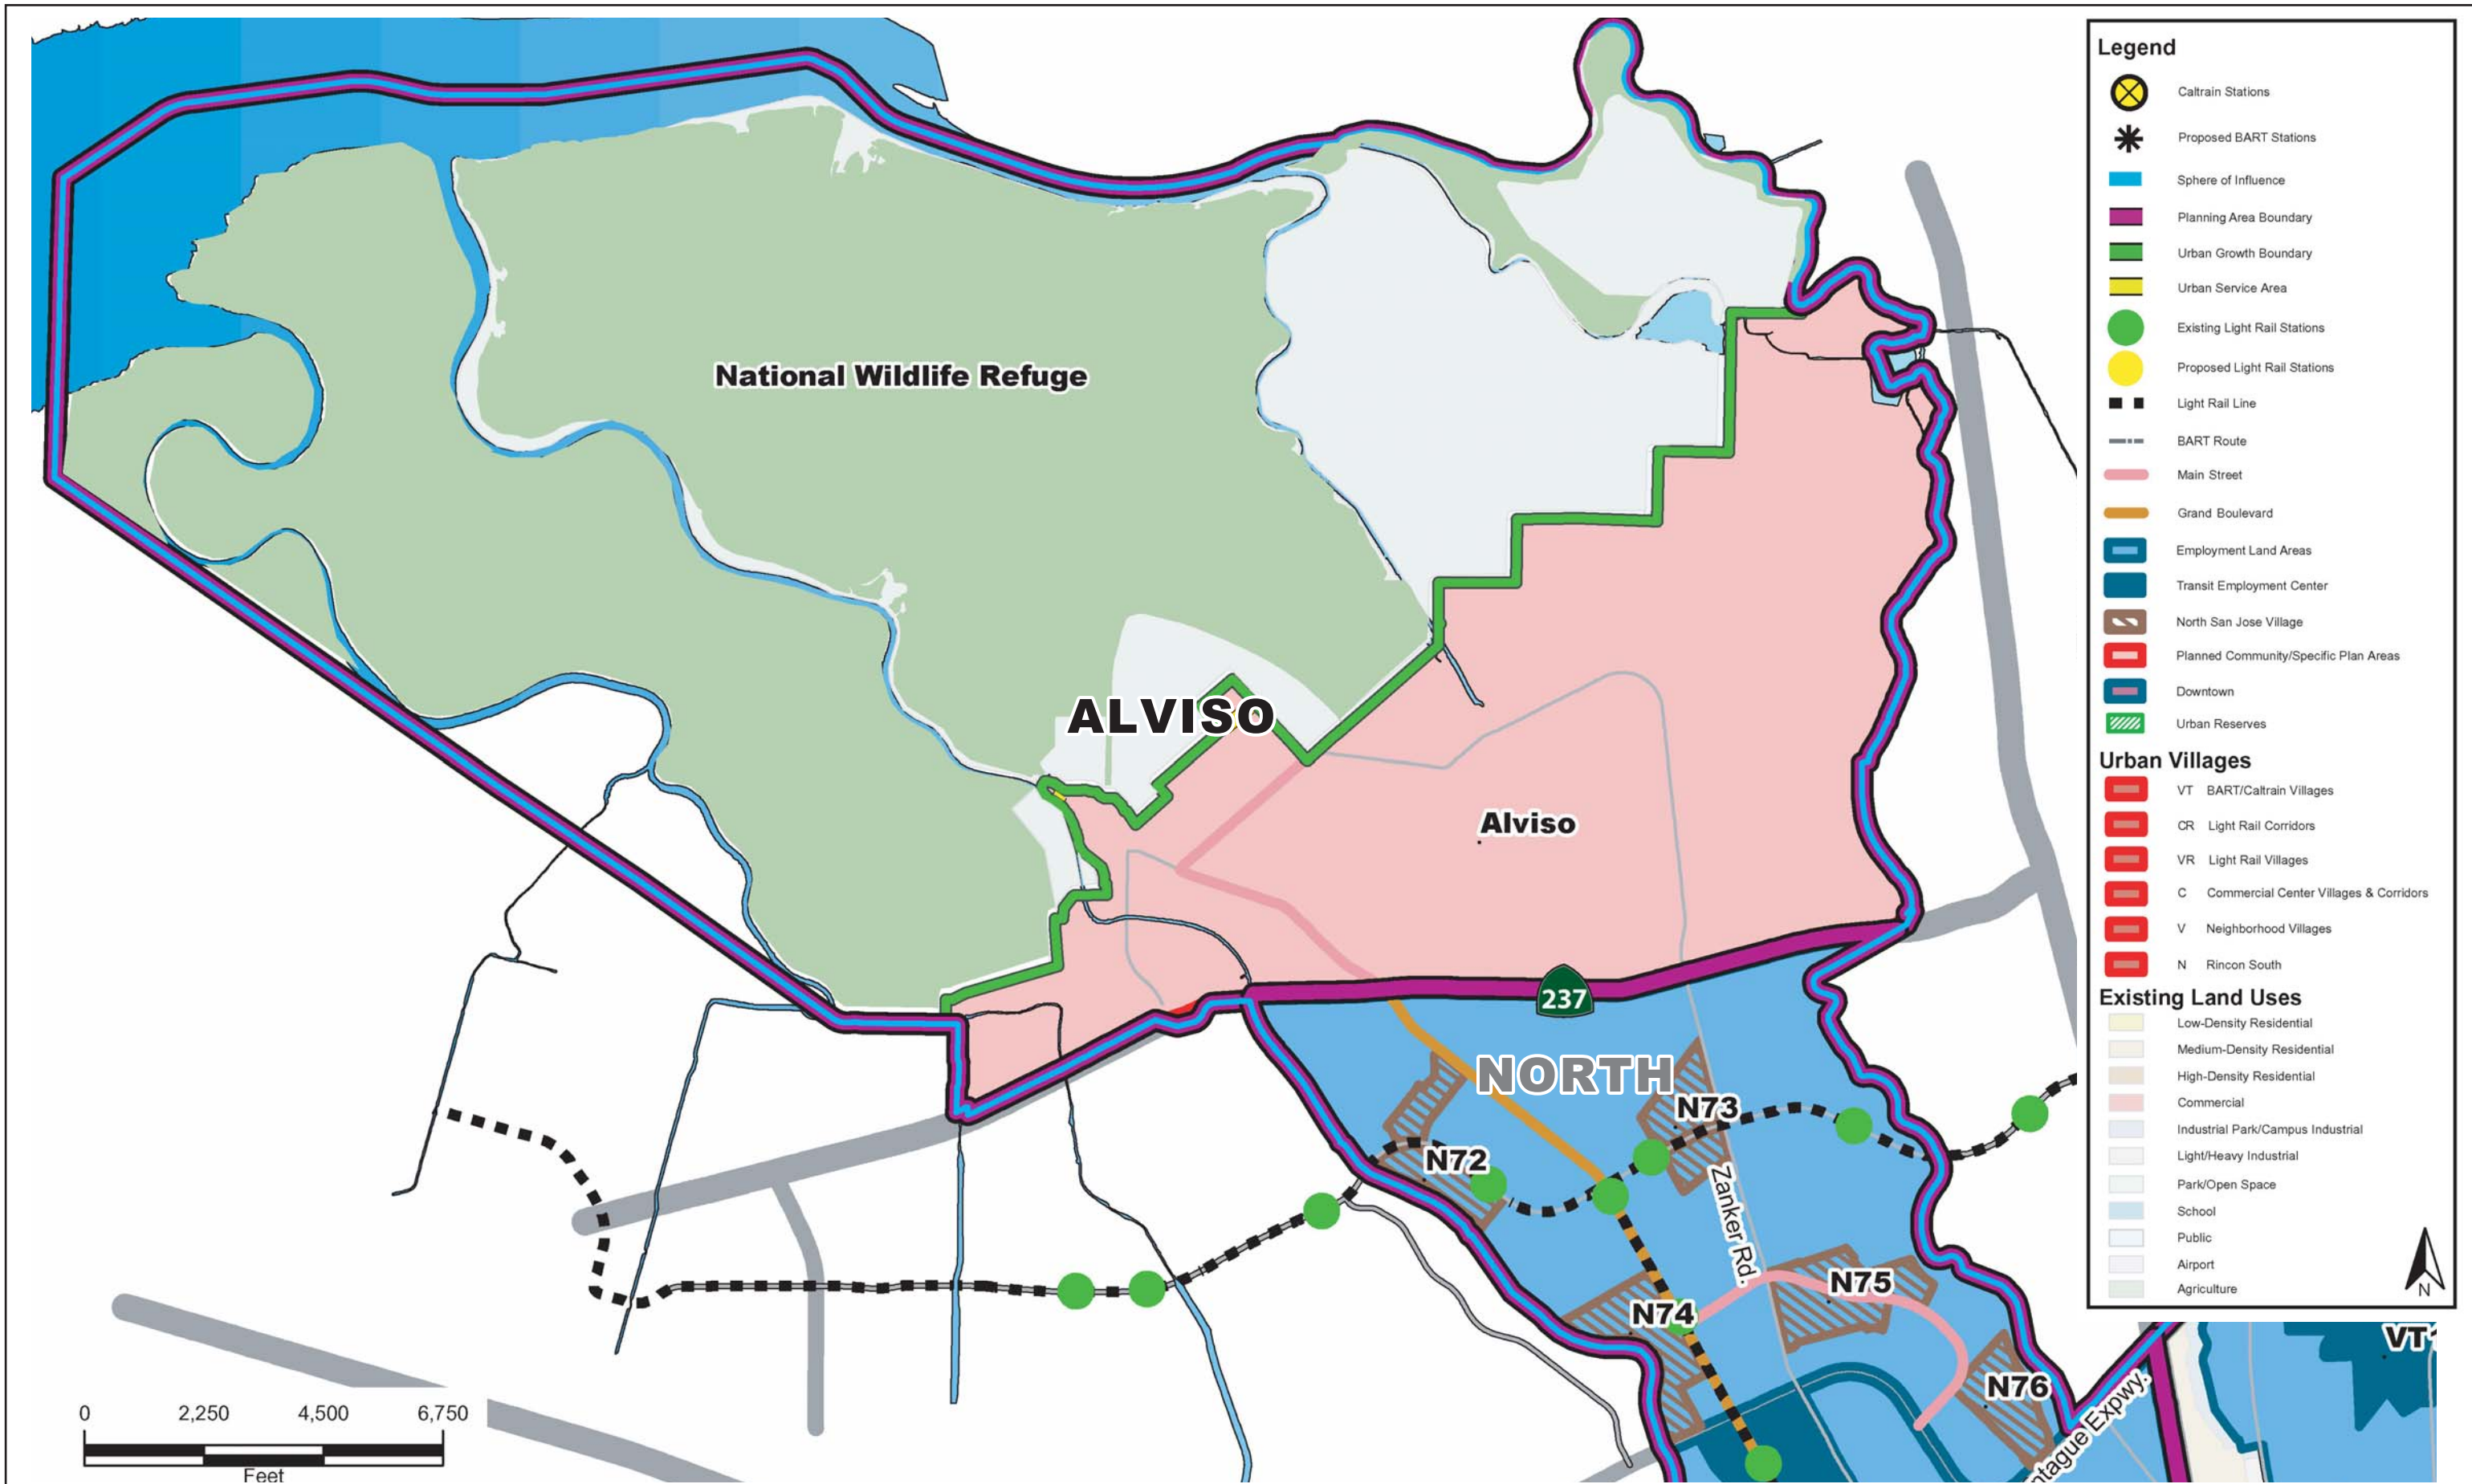 National Wildlife Refuge
ALVISO
Alviso
237
NORTH
N73
N72
Zanker Rd.
N75
N74
N76
ntague Expwy.
VT1
0 2,250 4,500 6,750
Feet
Legend
Caltrain Stations
Proposed BART Stations
Sphere of Influence
Planning Area Boundary
Urban Growth Boundary
Urban Service Area
Existing Light Rail Stations
Proposed Light Rail Stations
Light Rail Line
BART Route
Main Street
Grand Boulevard
Employment Land Areas
Transit Employment Center
North San Jose Village
Planned Community/Specific Plan Areas
Downtown
Urban Reserves
Urban Villages
VT BART/Caltrain Villages
CR Light Rail Corridors
VR Light Rail Villages
C Commercial Center Villages & Corridors
V Neighborhood Villages
N Rincon South
Existing Land Uses
Low-Density Residential
Medium-Density Residential
High-Density Residential
Commercial
Industrial Park/Campus Industrial
Light/Heavy Industrial
Park/Open Space
School
Public
Airport
Agriculture
N